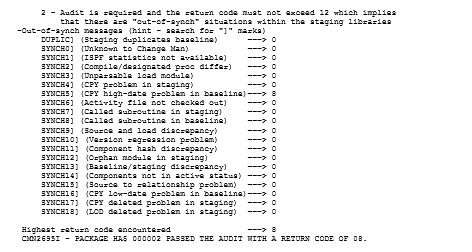 2 - Audit is required and the return code must not exceed 12 which implies
that there are "out-of-synch" situations within the staging libraries
-Out-of-synch messages (hint - search for "]" marks)
DUPLIC] (Staging duplicates baseline) ---> 0
SYNCH0] (Unknown to Change Man) ---> 0
SYNCH1] (ISPF statistics not available) ---> 0
SYNCH2] (Compile/designated proc differ) ---> 0
SYNCH3] (Unparsable load module) ---> 0
SYNCH4] (CPY problem in staging) ---> 0
SYNCH5] (CPY high-date problem in baseline)---> 8
SYNCH6] (Activity file not checked out) ---> 0
SYNCH7] (Called subroutine in staging) ---> 0
SYNCH8] (Called subroutine in baseline) ---> 0
SYNCH9] (Source and load discrepancy) ---> 0
SYNCH10] (Version regression problem) ---> 0
SYNCH11] (Component hash discrepancy) ---> 0
SYNCH12] (Orphan module in staging) ---> 0
SYNCH13] (Baseline/staging discrepancy) ---> 0
SYNCH14] (Components not in active status) ---> 0
SYNCH15] (Source to relationship problem) ---> 0
SYNCH16] (CPY low-date problem in baseline) ---> 0
SYNCH17] (CPY deleted problem in staging) ---> 0
SYNCH18] (LOD deleted problem in staging) ---> 0
Highest return code encountered ---> 8
CMN2695I - PACKAGE HA$ 000002 PASSED THE AUDIT WITH A RETURN CODE OF 08.